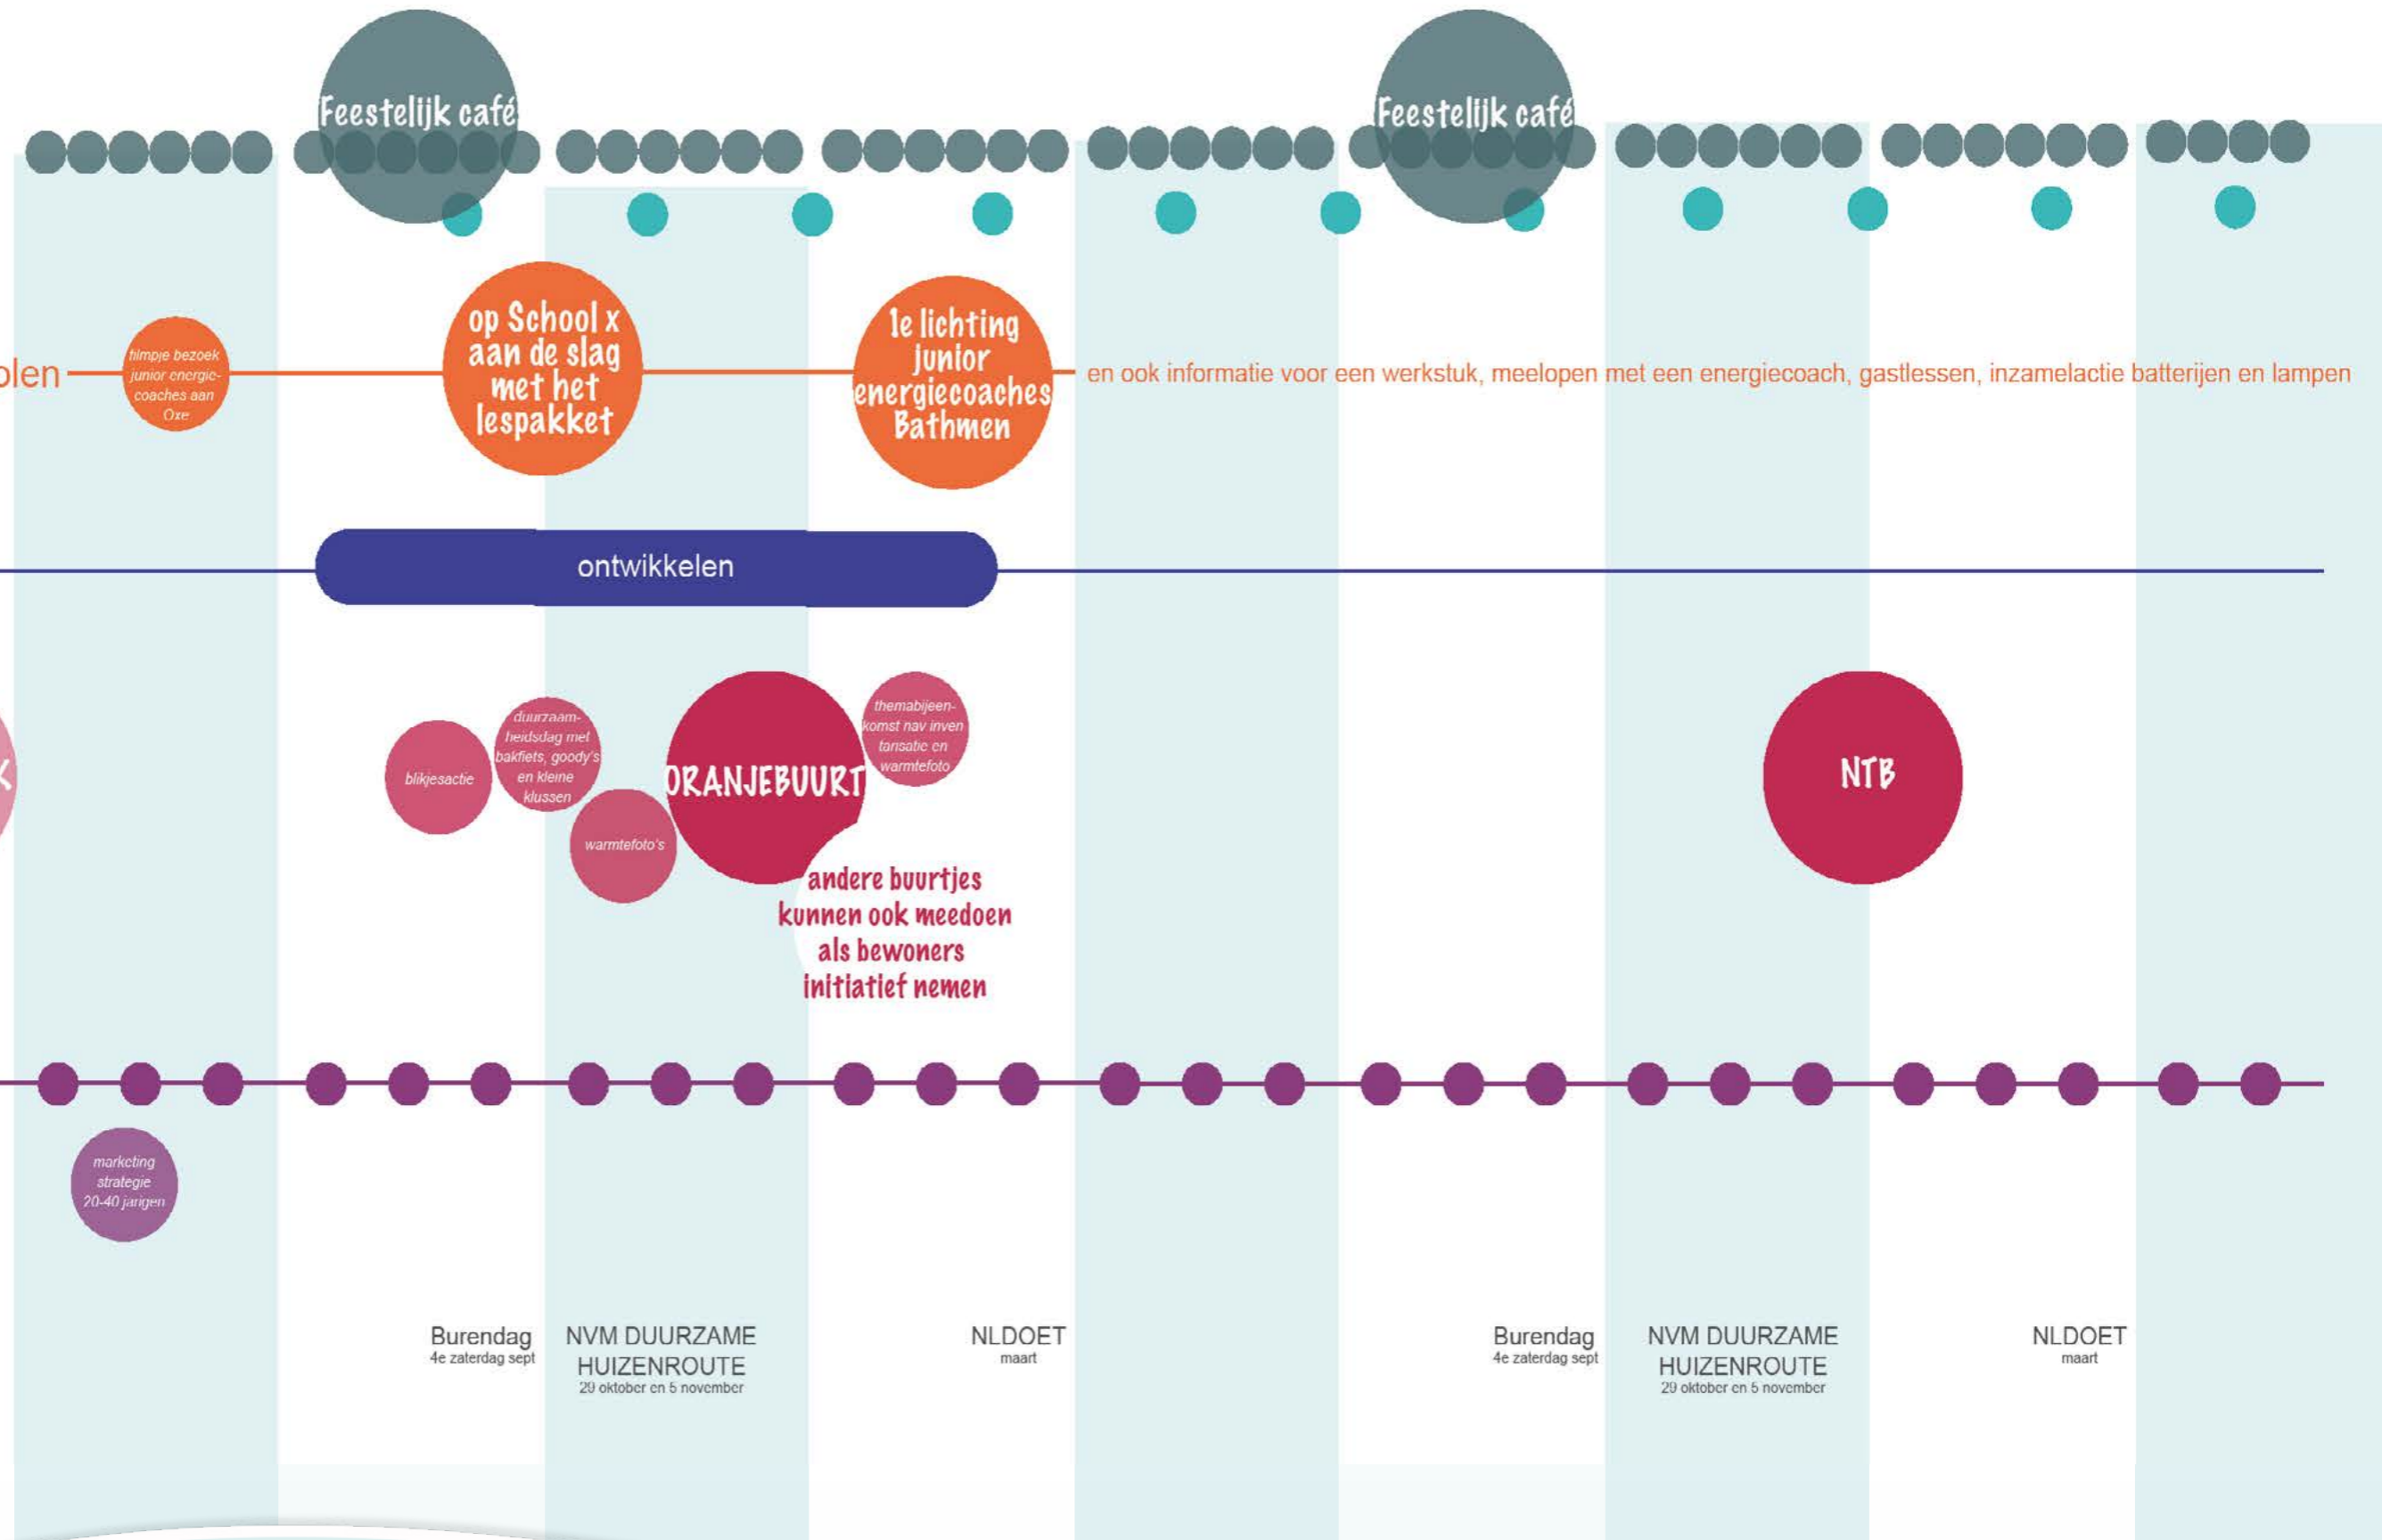 Feestelijk café
Feestelijk café
olen
filmpje bezoek
junior energie-
coaches aan
Oxe
op School x
aan de slag
met het
lespakket
1e lichting
junior
energiecoaches
Bathmen
en ook informatie voor een werkstuk, meelopen met een energiecoach, gastlessen, inzamelactie batterijen en lampen
ontwikkelen
blikjesactie
duurzaam-
heidsdag met
bakfiets, goody's
en kleine
klussen
warmtefoto's
ORANJEBUURT
themabijeen-
komst nav inven
tarisatie en
warmtefoto
andere buurtjes
kunnen ook meedoen
als bewoners
initiatief nemen
NTB
marketing
strategie
20-40 jarigen
Burendag
4e zaterdag sept
NVM DUURZAME
HUIZENROUTE
29 oktober en 5 november
NLDOET
maart
Burendag
4e zaterdag sept
NVM DUURZAME
HUIZENROUTE
29 oktober en 5 november
NLDOET
maart